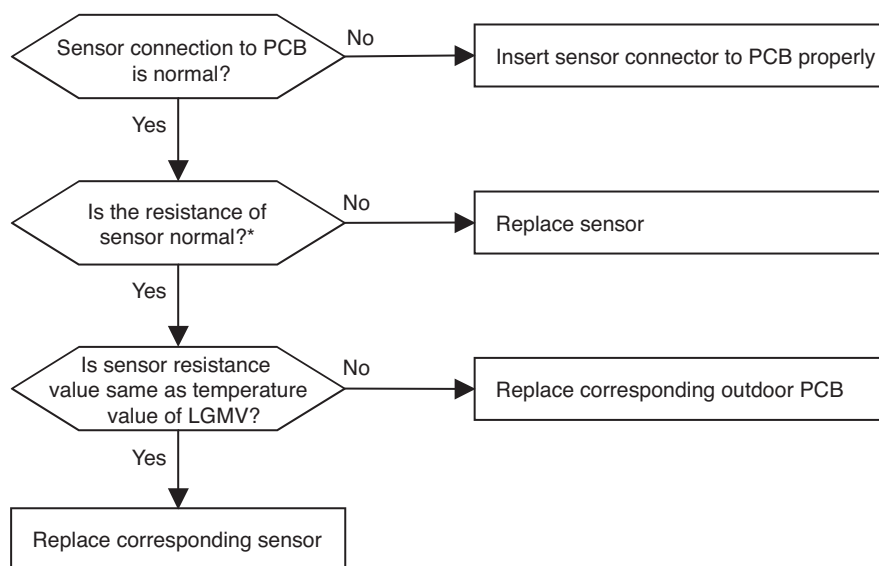 Sensor connection to PCB
is normal?
No
Insert sensor connector to PCB properly
Yes
Is the resistance of
sensor normal?*
No
Replace sensor
Yes
Is sensor resistance
value same as temperature
value of LGMV?
No
Replace corresponding outdoor PCB
Yes
Replace corresponding sensor